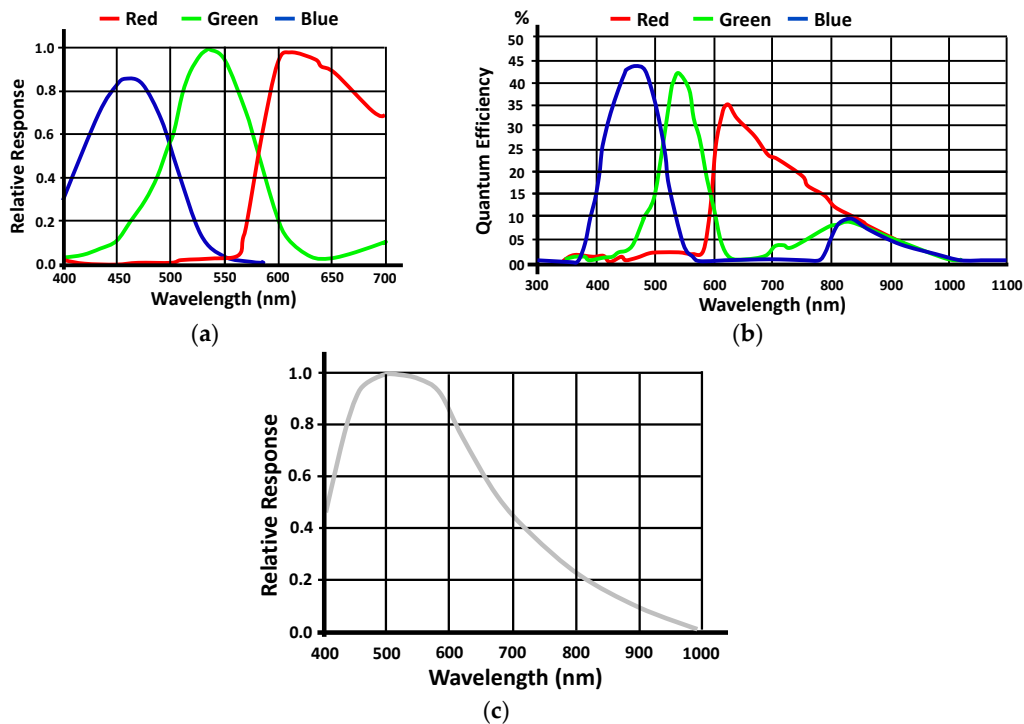 Red Green Blue
1.0
0.8
0.6
0.4
0.2
0.0
Relative Response
400 450 500 550 600 650 700
Wavelength (nm)
(a)
% Red Green Blue
50
45
40
35
30
25
20
15
10
05
00
Quantum Efficiency
300 400 500 600 700 800 900 1000 1100
Wavelength (nm)
(b)
1.0
0.8
0.6
0.4
0.2
0.0
Relative Response
400 500 600 700 800 900 1000
Wavelength (nm)
(c)